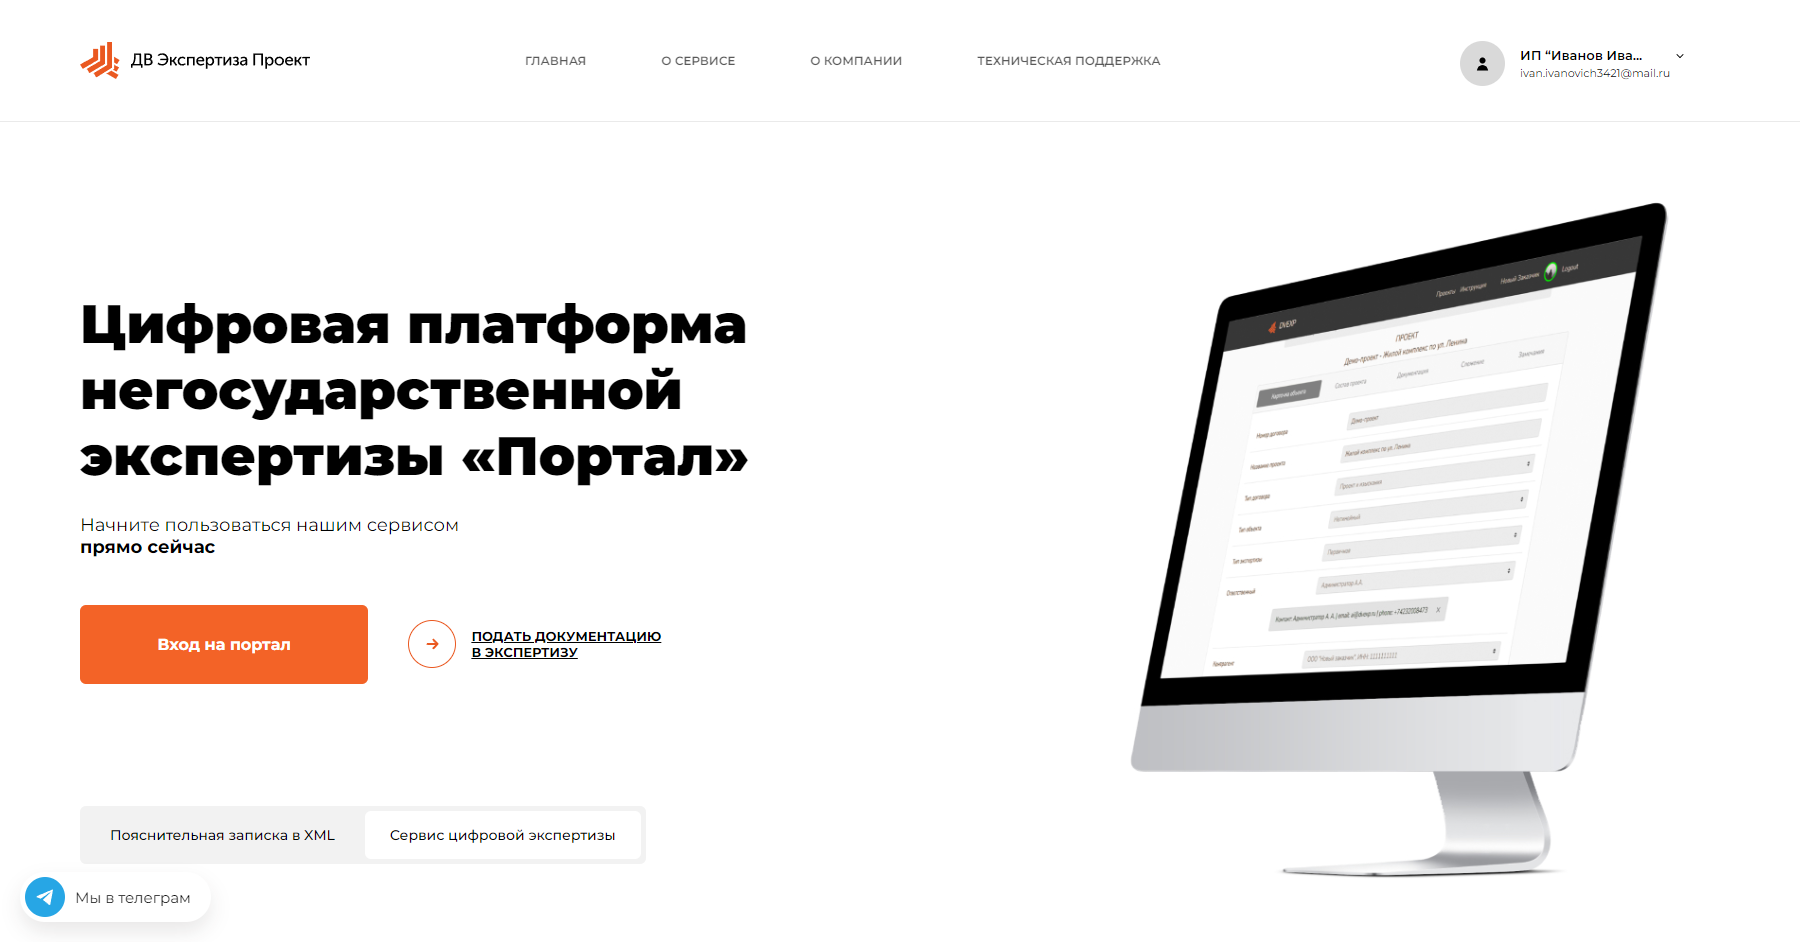 ДВ Экспертиза Проект
ГЛАВНАЯ
О СЕРВИСЕ
О КОМПАНИИ
ТЕХНИЧЕСКАЯ ПОДДЕРЖКА
ИП “Иванов Ива...
ivan.ivanovich3421@mail.ru
Цифровая платформа
негосударственной
экспертизы «Портал»
Начните пользоваться нашим сервисом
прямо сейчас
Вход на портал
ПОДАТЬ ДОКУМЕНТАЦИЮ
В ЭКСПЕРТИЗУ
Пояснительная записка в XML
Сервис цифровой экспертизы
Мы в телеграм
DVEXP
Проекты
Инструкция
Новый Заказчик
Logout
ПРОЕКТ
Демо-проект - Жилой комплекс по ул. Ленина
Карточка объекта
Состав проекта
Документация
Замечания
Номер договора
Демо-проект
Название проекта
Жилой комплекс по ул. Ленина
Тип договора
Проект и изыскания
Тип объекта
Нелинейный
Тип экспертизы
Первичная
Ответственный
Администратор А.А.
Контакт: Администратор А. А. | email: ai@dvexp.ru | phone: +74232008473 X
ООО "Новый заказчик" ИНН: 1111111111